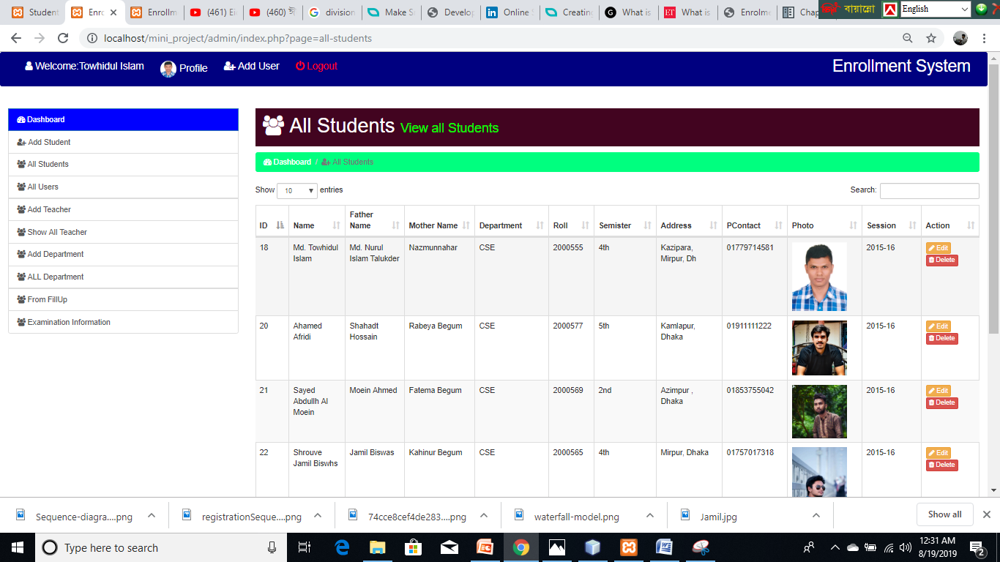 Student
Enro
Enrollm
(461) Ei
(460) ঈ
division
Make S
Develop
Online S
Creating
What is
What is
Enrolme
Chap
বায়ান্নো
English
localhost/mini_project/admin/index.php?page=all-students
Welcome:Towhidul Islam Profile Add User Logout Enrollment System
Dashboard
Add Student
All Students
All Users
Add Teacher
Show All Teacher
Add Department
ALL Department
From FillUp
Examination Information
All Students View all Students
Dashboard / All Students
Show 10 entries Search:
ID Name Father Name Mother Name Department Roll Semister Address PContact Photo Session Action
18 Md. Towhidul Islam Md. Nurul Islam Talukder Nazmunnahar CSE 2000555 4th Kazipara, Mirpur, Dh 01779714581 2015-16 Edit Delete
20 Ahamed Afridi Shahadt Hossain Rabeya Begum CSE 2000577 5th Kamlapur, Dhaka 01911111222 2015-16 Edit Delete
21 Sayed Abdullh Al Moein Moein Ahmed Fatema Begum CSE 2000569 2nd Azimpur , Dhaka 01853755042 2015-16 Edit Delete
22 Shrouve Jamil Biswhs Jamil Biswas Kahinur Begum CSE 2000565 4th Mirpur, Dhaka 01757017318 2015-16 Edit Delete
Sequence-diagra....png registrationSeque....png 74cce8cef4de283....png waterfall-model.png Jamil.jpg Show all
Type here to search
12:31 AM
8/19/2019
2